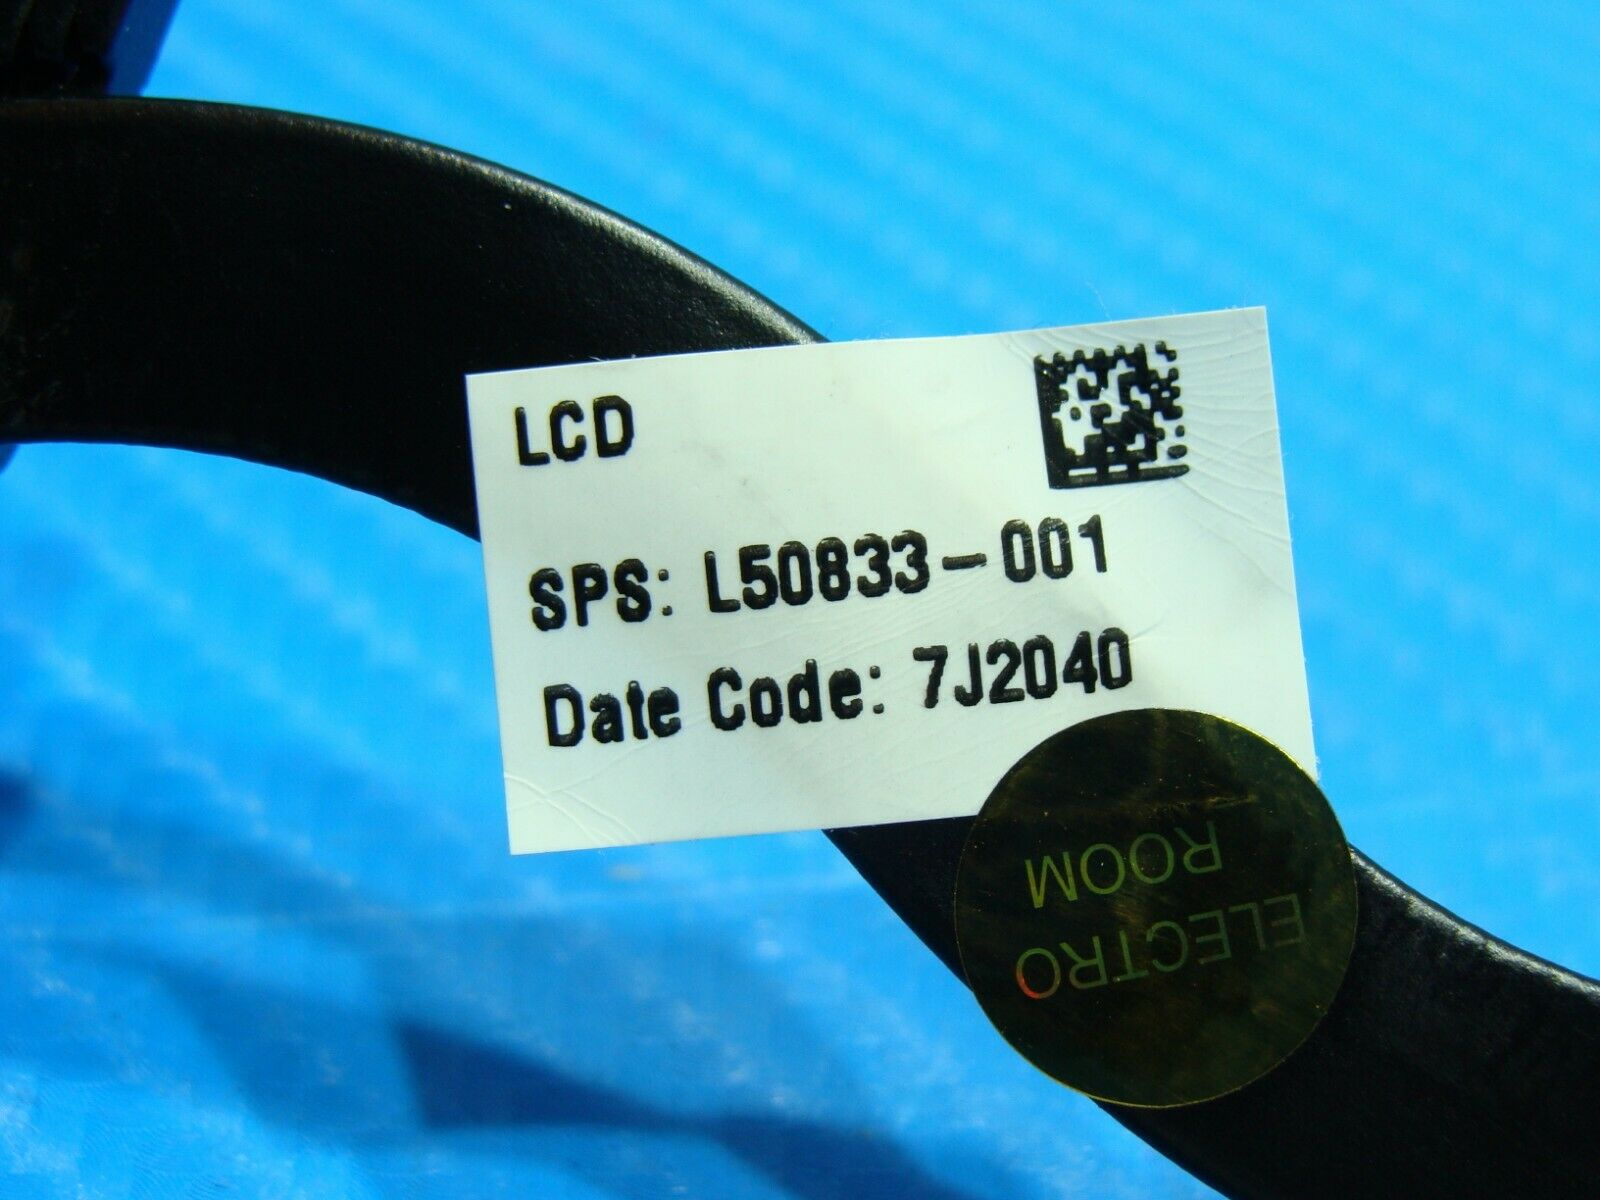 LCD
SPS: L50833-001
Date Code: 7J2040
ELECTRO
ROOM